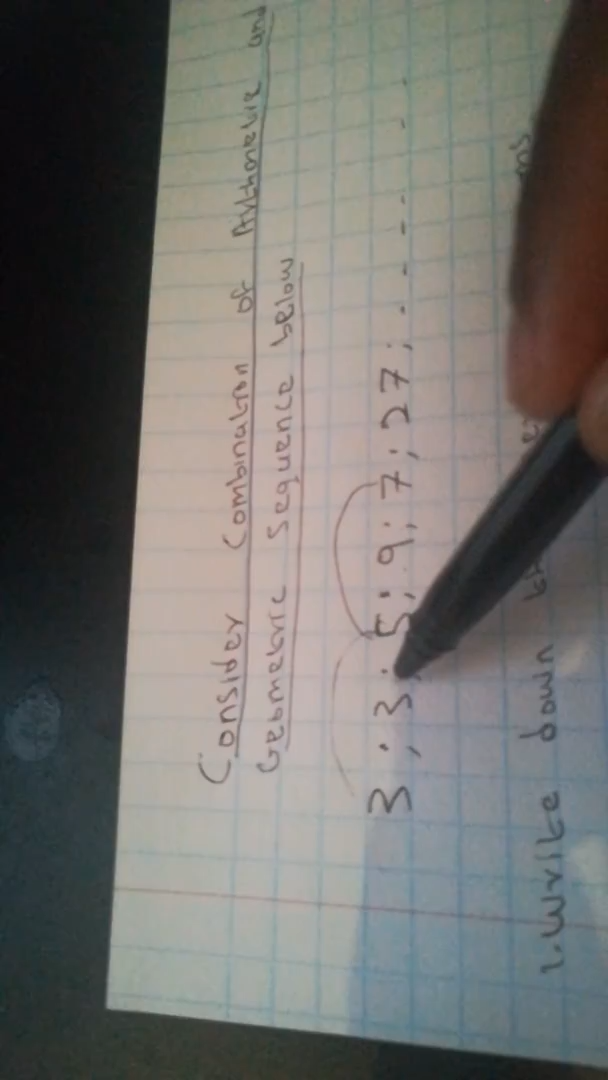 Consider Combination of Arithmetic and
Geometric Sequence below
3 ; 3 ; 5 ; 9 ; 7 ; 27 ; - - - - - -
1. Write down